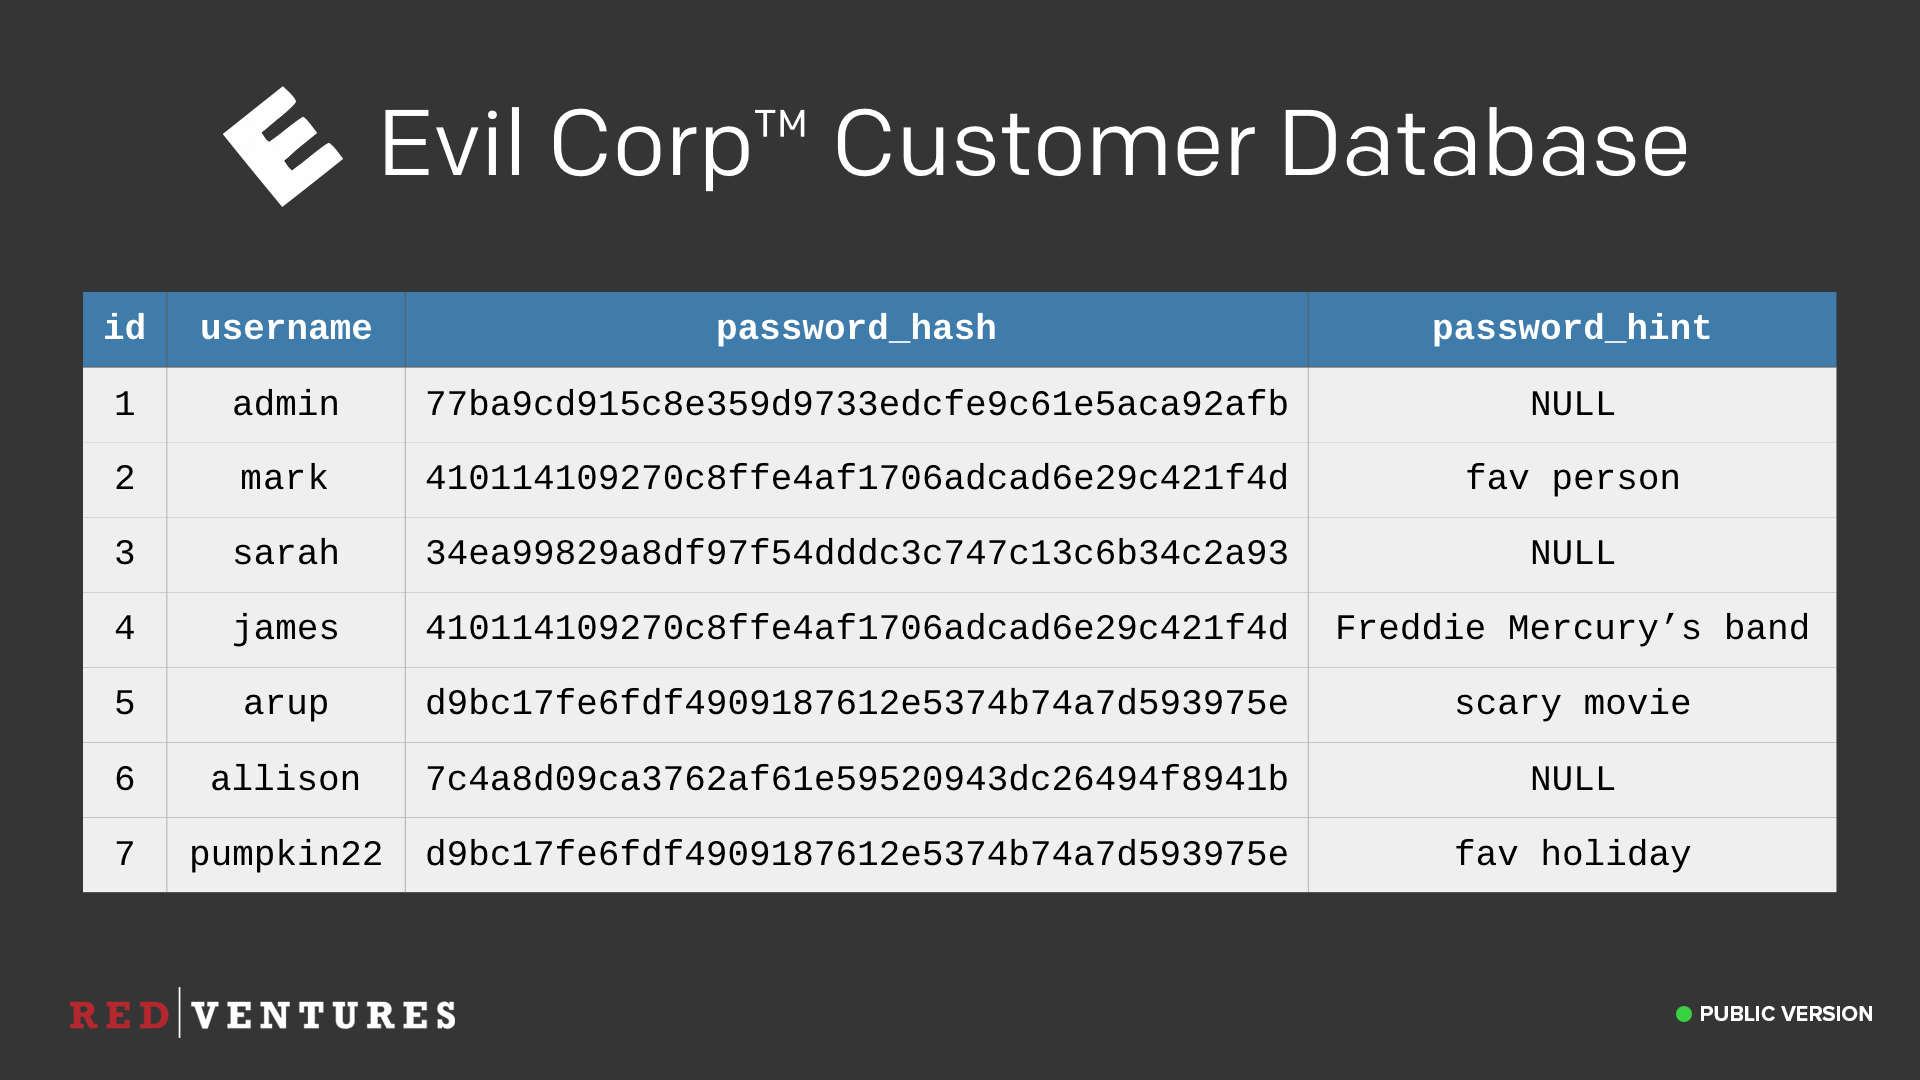 Evil Corp™ Customer Database
id username password_hash password_hint
1 admin 77ba9cd915c8e359d9733edcfe9c61e5aca92afb NULL
2 mark 410114109270c8ffe4af1706adcad6e29c421f4d fav person
3 sarah 34ea99829a8df97f54dddc3c747c13c6b34c2a93 NULL
4 james 410114109270c8ffe4af1706adcad6e29c421f4d Freddie Mercury’s band
5 arup d9bc17fe6fdf4909187612e5374b74a7d593975e scary movie
6 allison 7c4a8d09ca3762af61e59520943dc26494f8941b NULL
7 pumpkin22 d9bc17fe6fdf4909187612e5374b74a7d593975e fav holiday
RED VENTURES
PUBLIC VERSION